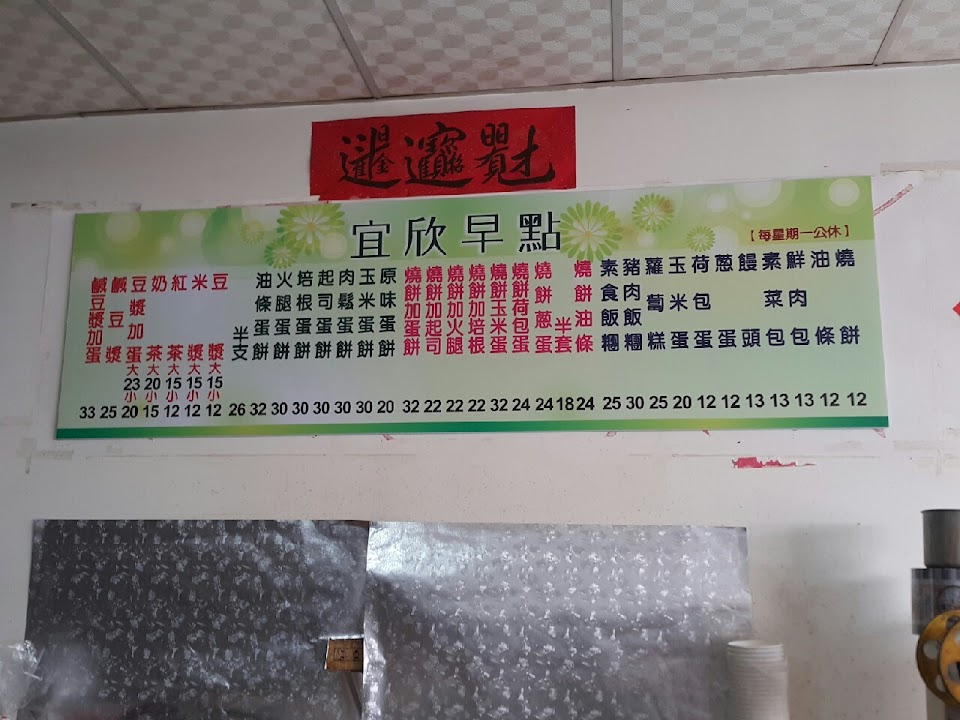 宜欣早點
【每星期一公休】
燒餅 12
油條 12
鮮肉包 13
素菜包 13
饅頭 13
蔥蛋 12
荷包蛋 12
玉米蛋 20
蘿蔔糕 25
豬肉飯糰 30
素食飯糰 25
燒餅油條 24
半套 18
燒餅蔥蛋 24
燒餅荷包蛋 24
燒餅玉米蛋 32
燒餅加培根 22
燒餅加火腿 22
燒餅加起司 22
燒餅加蛋餅 32
原味蛋餅 20
玉米蛋餅 30
肉鬆蛋餅 30
起司蛋餅 30
培根蛋餅 30
火腿蛋餅 30
油條蛋餅 32
半支 26
豆漿 大15 小12
米漿 大15 小12
紅茶 大15 小12
奶茶 大20 小15
豆漿加蛋 大23 小20
鹹豆漿 25
鹹豆漿加蛋 33